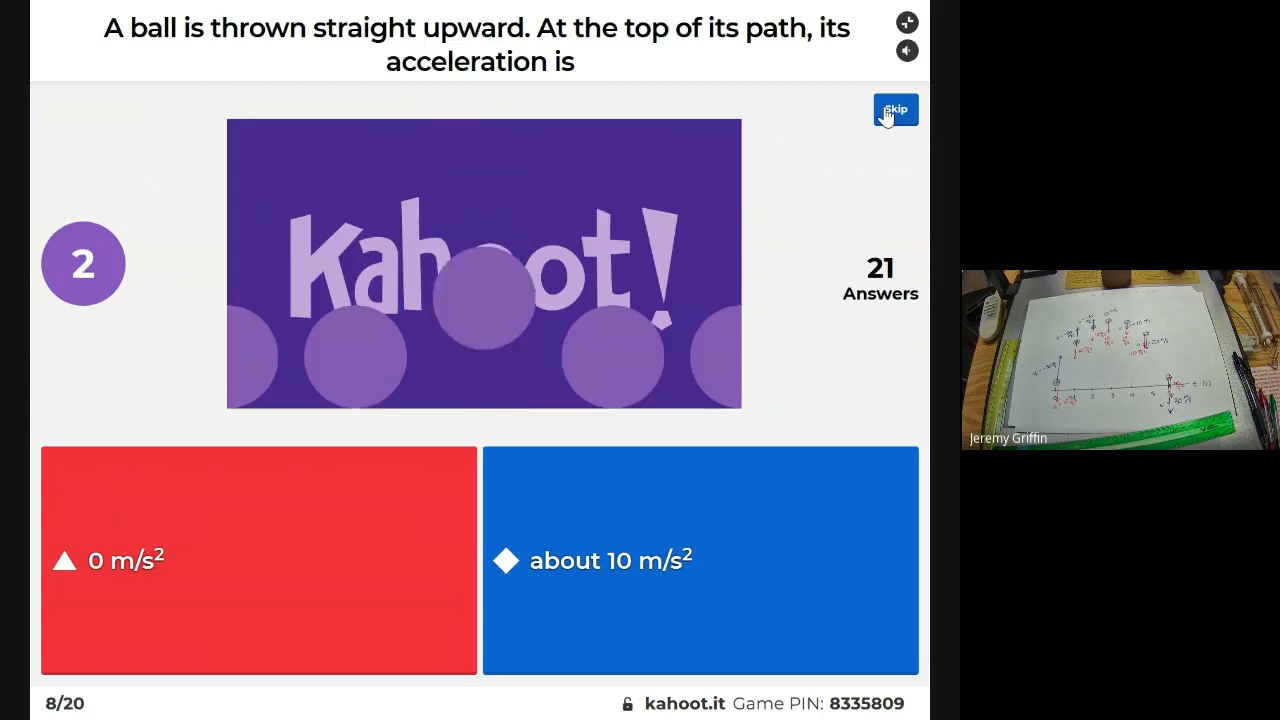 A ball is thrown straight upward. At the top of its path, its
acceleration is
Skip
Kahoot!
2
21
Answers
0 m/s²
about 10 m/s²
Jeremy Griffin
8/20
kahoot.it Game PIN: 8335809